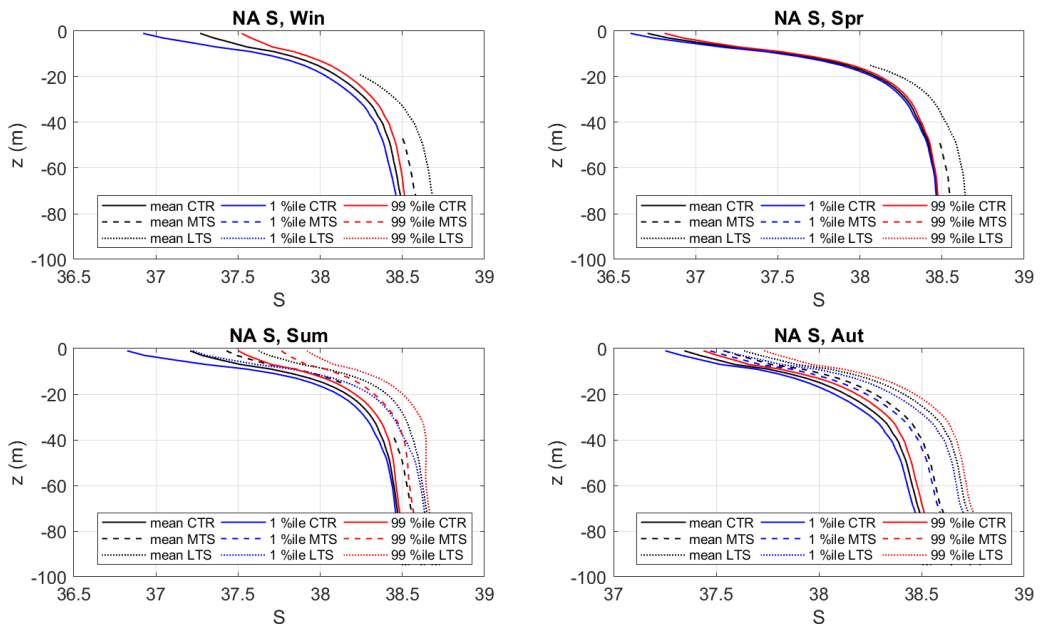 NA S, Win
0
-20
-40
-60
-80
-100
z (m)
mean CTR 1 %ile CTR 99 %ile CTR
mean MTS 1 %ile MTS 99 %ile MTS
mean LTS 1 %ile LTS 99 %ile LTS
36.5 37 37.5 38 38.5 39
S
NA S, Spr
0
-20
-40
-60
-80
-100
z (m)
mean CTR 1 %ile CTR 99 %ile CTR
mean MTS 1 %ile MTS 99 %ile MTS
mean LTS 1 %ile LTS 99 %ile LTS
36.5 37 37.5 38 38.5 39
S
NA S, Sum
0
-20
-40
-60
-80
-100
z (m)
mean CTR 1 %ile CTR 99 %ile CTR
mean MTS 1 %ile MTS 99 %ile MTS
mean LTS 1 %ile LTS 99 %ile LTS
36.5 37 37.5 38 38.5 39
S
NA S, Aut
0
-20
-40
-60
-80
-100
z (m)
mean CTR 1 %ile CTR 99 %ile CTR
mean MTS 1 %ile MTS 99 %ile MTS
mean LTS 1 %ile LTS 99 %ile LTS
37 37.5 38 38.5 39
S